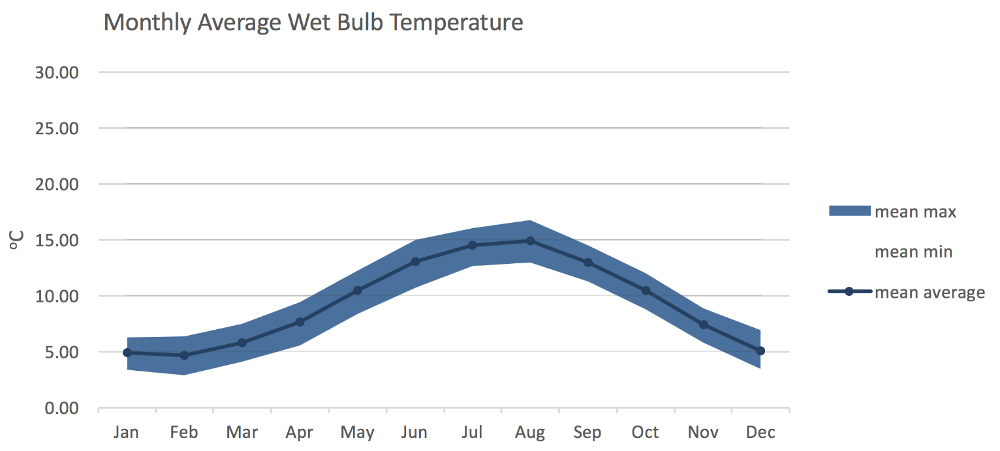 Monthly Average Wet Bulb Temperature
30.00
25.00
20.00
15.00
10.00
5.00
0.00
ºC
Jan Feb Mar Apr May Jun Jul Aug Sep Oct Nov Dec
mean max
mean min
mean average